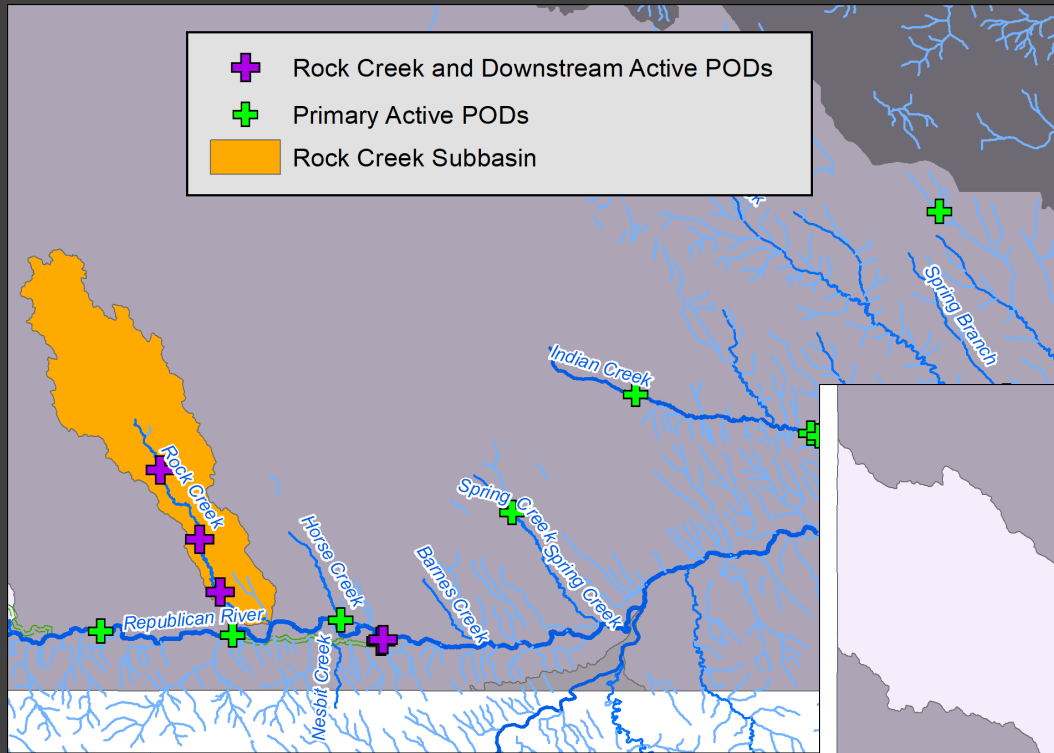 Rock Creek and Downstream Active PODs
Primary Active PODs
Rock Creek Subbasin
Spring Branch
Indian Creek
Rock Creek
Spring Creek
Horse Creek
Barnes Creek
Spring Creek
Republican River
Nesbit Creek